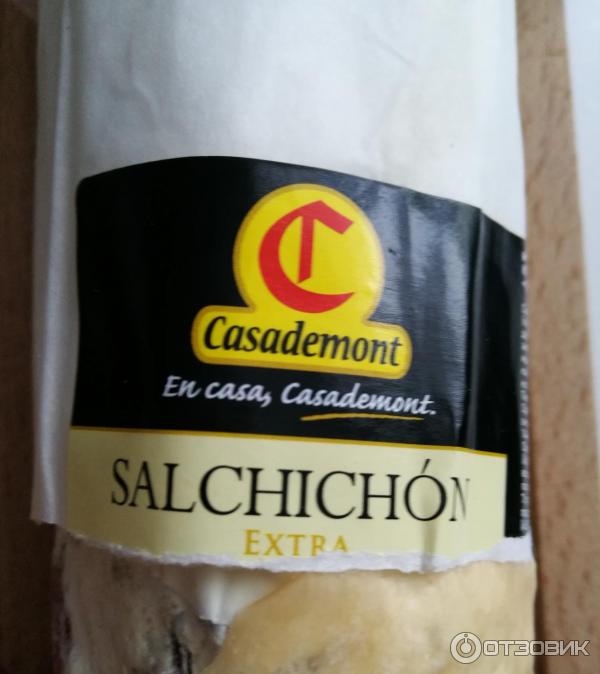 Casademont
En casa, Casademont.
SALCHICHÓN
EXTRA
ОТЗОВИК